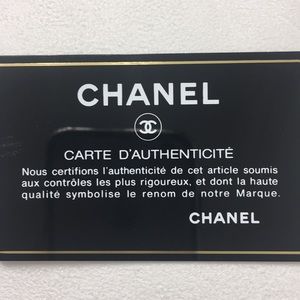 CHANEL
CARTE D'AUTHENTICITÉ
Nous certifions l'authenticité de cet article soumis
aux contrôles les plus rigoureux, et dont la haute
qualité symbolise le renom de notre Marque.
CHANEL